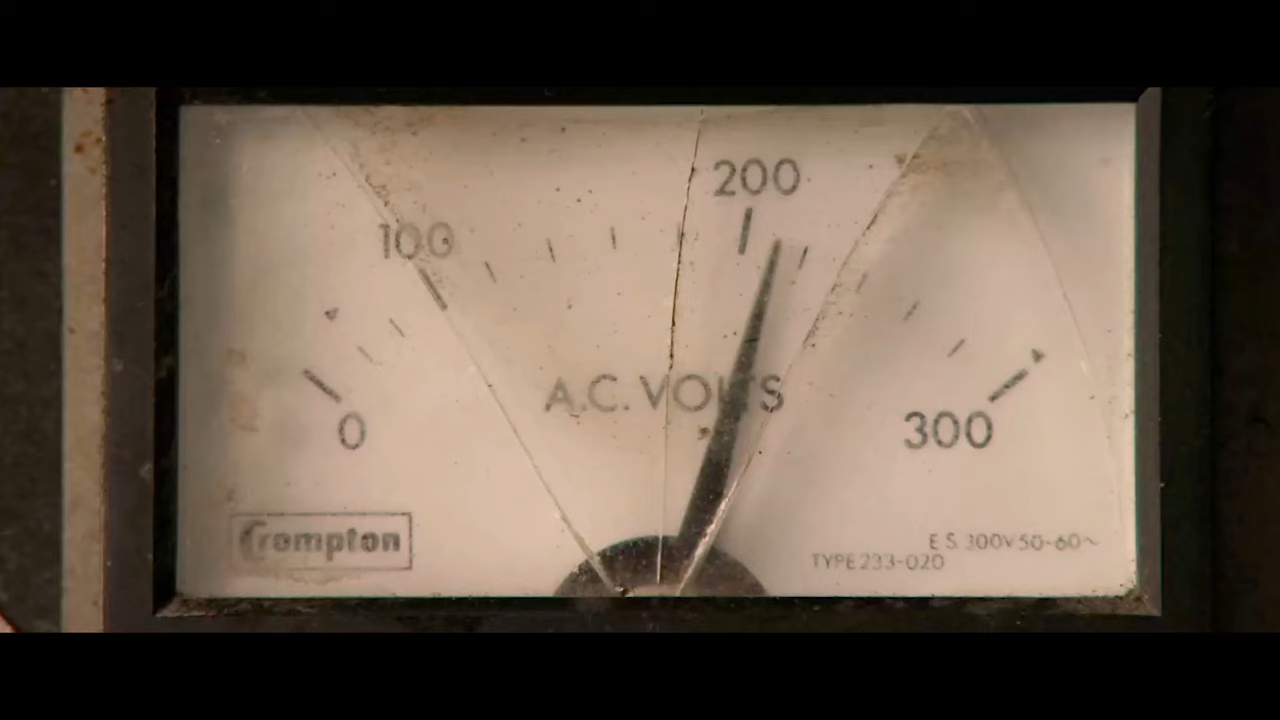 200
100
A.C. VOLTS
0
300
Crompton
E.S. 300V 50-60~
TYPE 233-020